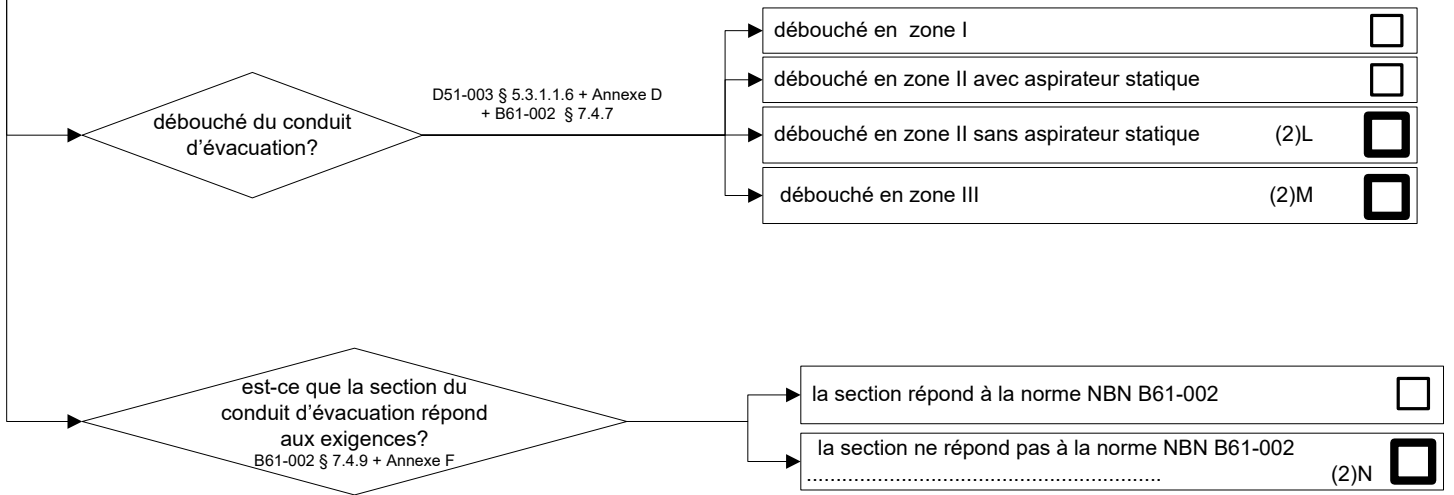 débouché du conduit
d'évacuation?
D51-003 § 5.3.1.1.6 + Annexe D
+ B61-002 § 7.4.7
débouché en zone I
débouché en zone II avec aspirateur statique
débouché en zone II sans aspirateur statique (2)L
débouché en zone III (2)M
est-ce que la section du
conduit d'évacuation répond
aux exigences?
B61-002 § 7.4.9 + Annexe F
la section répond à la norme NBN B61-002
la section ne répond pas à la norme NBN B61-002
............................................................. (2)N